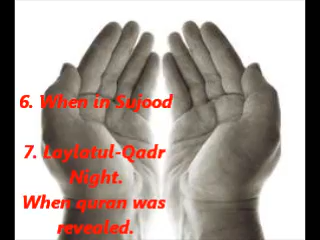 6. When in Sujood
7. Laylatul-Qadr
Night.
When quran was
revealed.